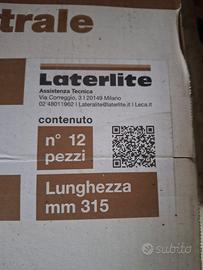 trale
Laterlite
Assistenza Tecnica
Via Correggio, 3 I 20149 Milano
02 48011962 I Laterlite@laterlite.it I Leca.it
contenuto
n° 12
pezzi
Lunghezza
mm 315
subito